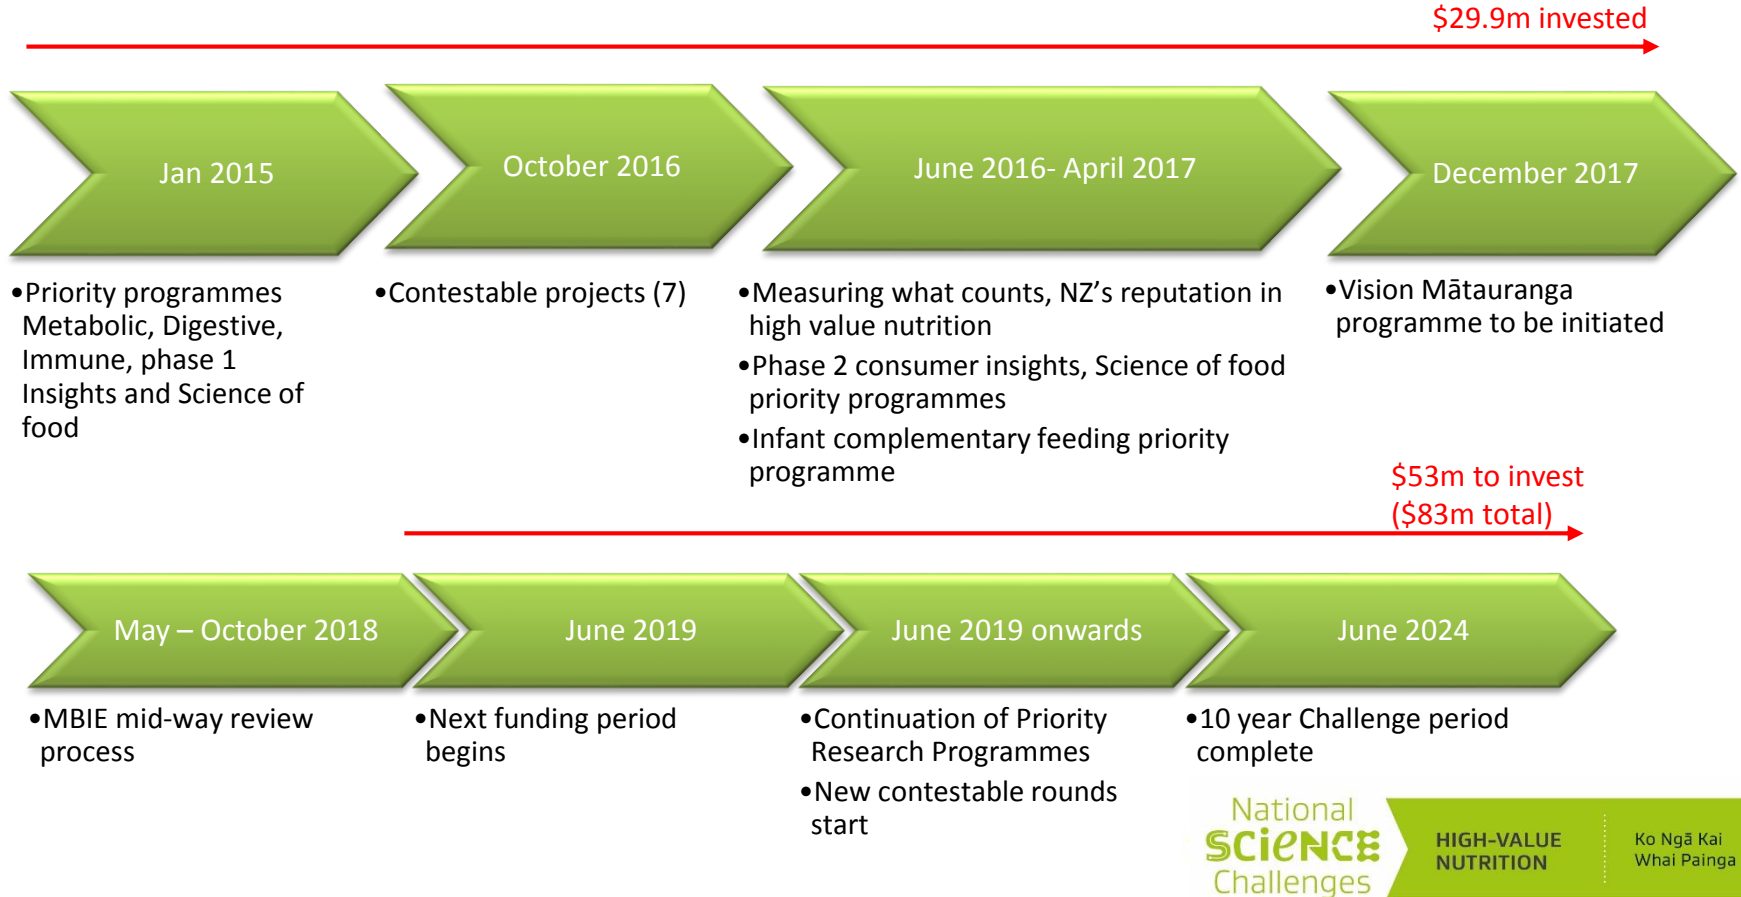 $29.9m invested
Jan 2015
October 2016
June 2016- April 2017
December 2017
•Priority programmes
Metabolic, Digestive,
Immune, phase 1
Insights and Science of
food
•Contestable projects (7)
•Measuring what counts, NZ’s reputation in
high value nutrition
•Phase 2 consumer insights, Science of food
priority programmes
•Infant complementary feeding priority
programme
•Vision Mātauranga
programme to be initiated
$53m to invest
($83m total)
May – October 2018
June 2019
June 2019 onwards
June 2024
•MBIE mid-way review
process
•Next funding period
begins
•Continuation of Priority
Research Programmes
•New contestable rounds
start
•10 year Challenge period
complete
National
SCIENCE
Challenges
HIGH-VALUE
NUTRITION
Ko Ngā Kai
Whai Painga